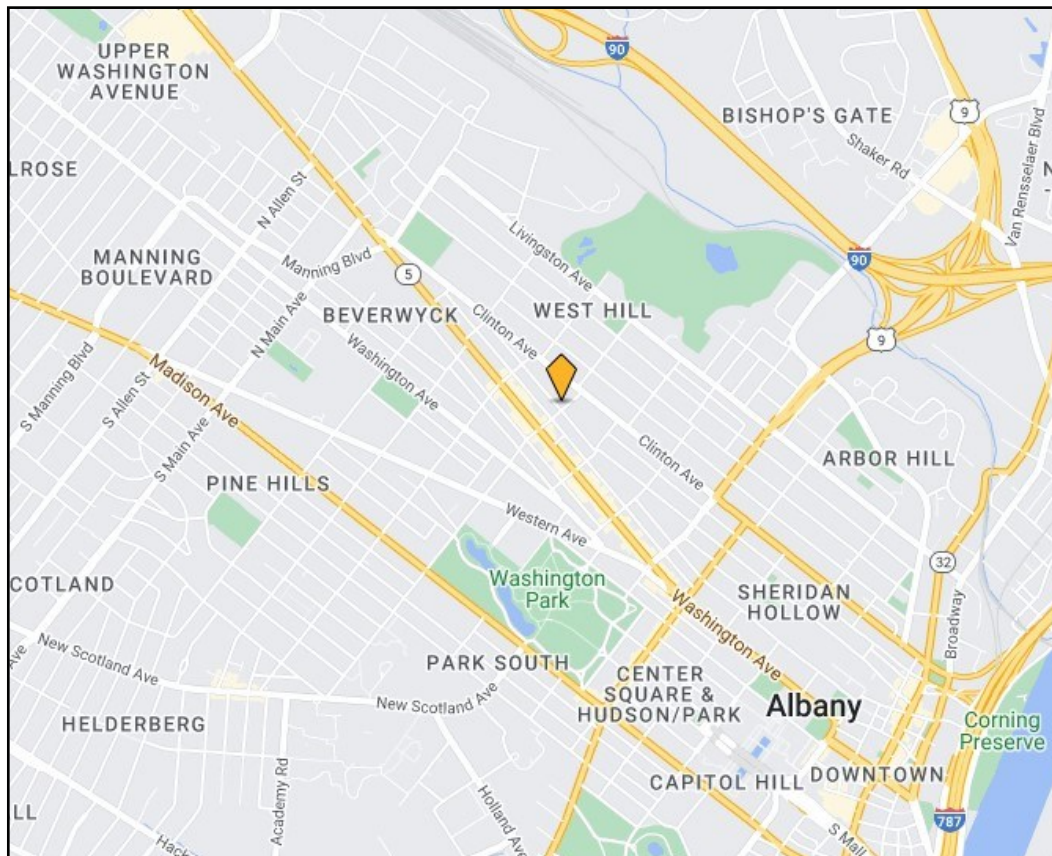 UPPER
WASHINGTON
AVENUE
90
BISHOP'S GATE
9
Shaker Rd
Van Rensselaer Blvd
N
LROSE
N Allen St
MANNING
BOULEVARD
Manning Blvd
5
Livingston Ave
90
WEST HILL
BEVERWYCK
N Main Ave
Clinton Ave
Washington Ave
9
Madison Ave
S Manning Blvd
S Allen St
S Main Ave
PINE HILLS
Clinton Ave
ARBOR HILL
Western Ave
32
Washington
Park
SHERIDAN
HOLLOW
Broadway
COTLAND
Ave
New Scotland Ave
PARK SOUTH
Washington Ave
CENTER
SQUARE &
HUDSON/PARK
New Scotland Ave
Albany
Corning
Preserve
HELDERBERG
Academy Rd
Holland Ave
CAPITOL HILL
DOWNTOWN
LL
Hack
S Mall
787